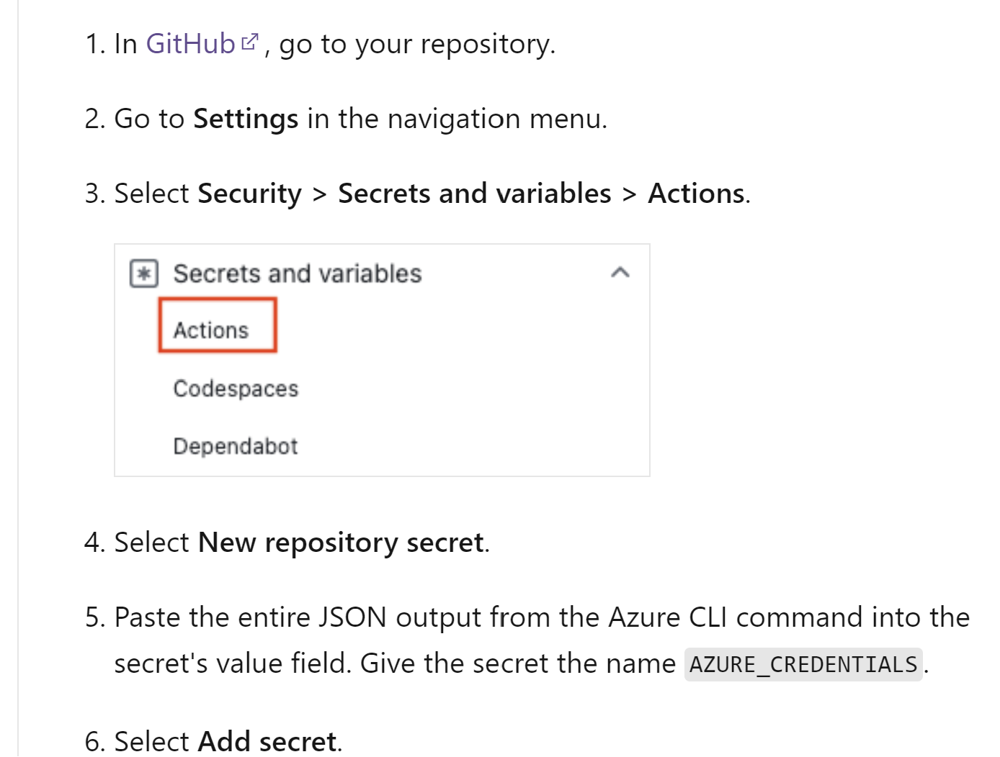 1. In GitHub, go to your repository.
2. Go to Settings in the navigation menu.
3. Select Security > Secrets and variables > Actions.
Secrets and variables
Actions
Codespaces
Dependabot
4. Select New repository secret.
5. Paste the entire JSON output from the Azure CLI command into the
secret's value field. Give the secret the name AZURE_CREDENTIALS.
6. Select Add secret.